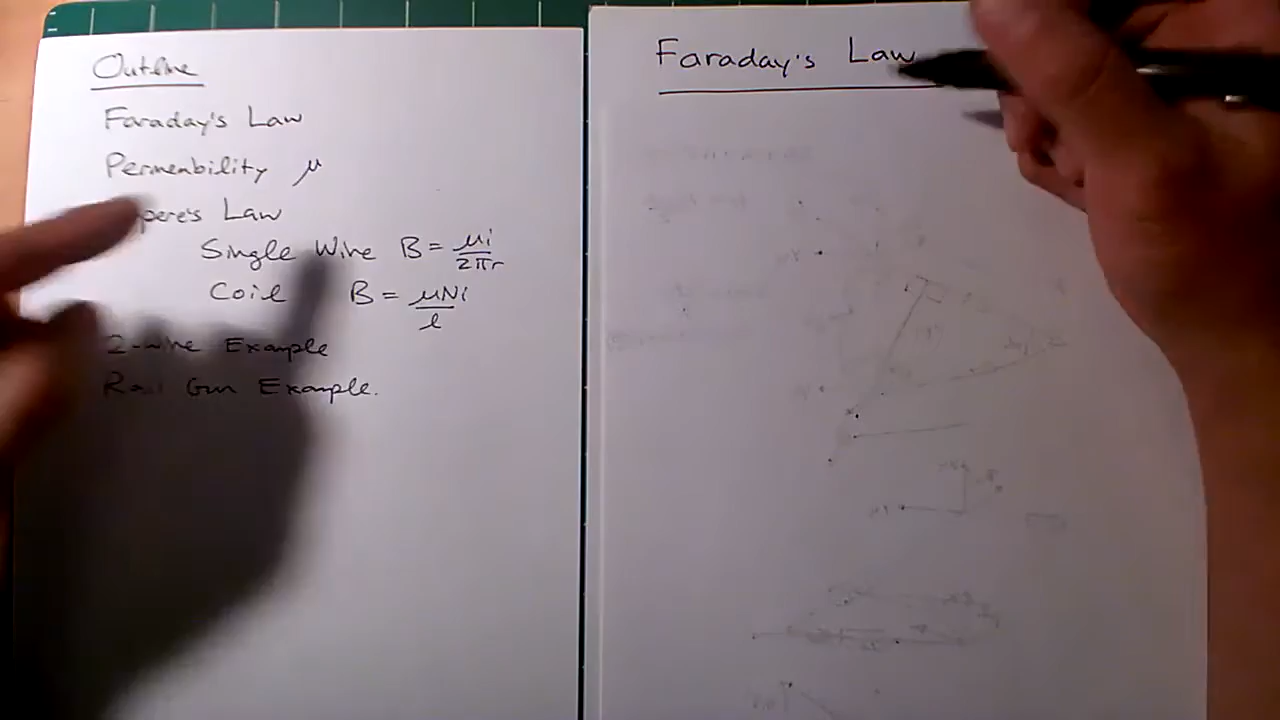 Outline
Faraday's Law
Permeability μ
pere's Law
Single Wire B = μi/2πr
Coil B = μNi/l
2-wire Example
Rail Gun Example.
Faraday's Law